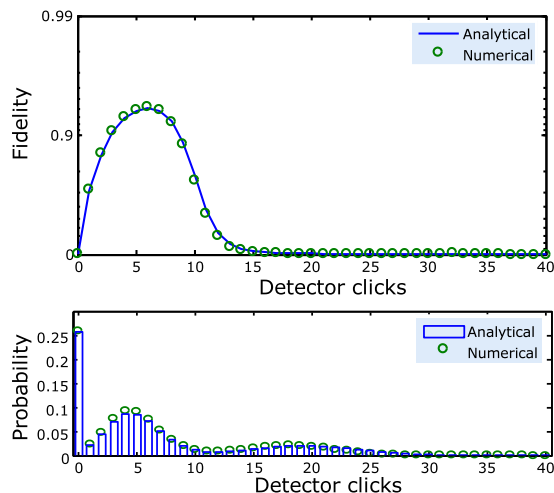 0.99
Analytical
Numerical
Fidelity
0.9
0
0 5 10 15 20 25 30 35 40
Detector clicks
0.25
Analytical
0.2
Numerical
Probability
0.15
0.1
0.05
0
0 5 10 15 20 25 30 35 40
Detector clicks